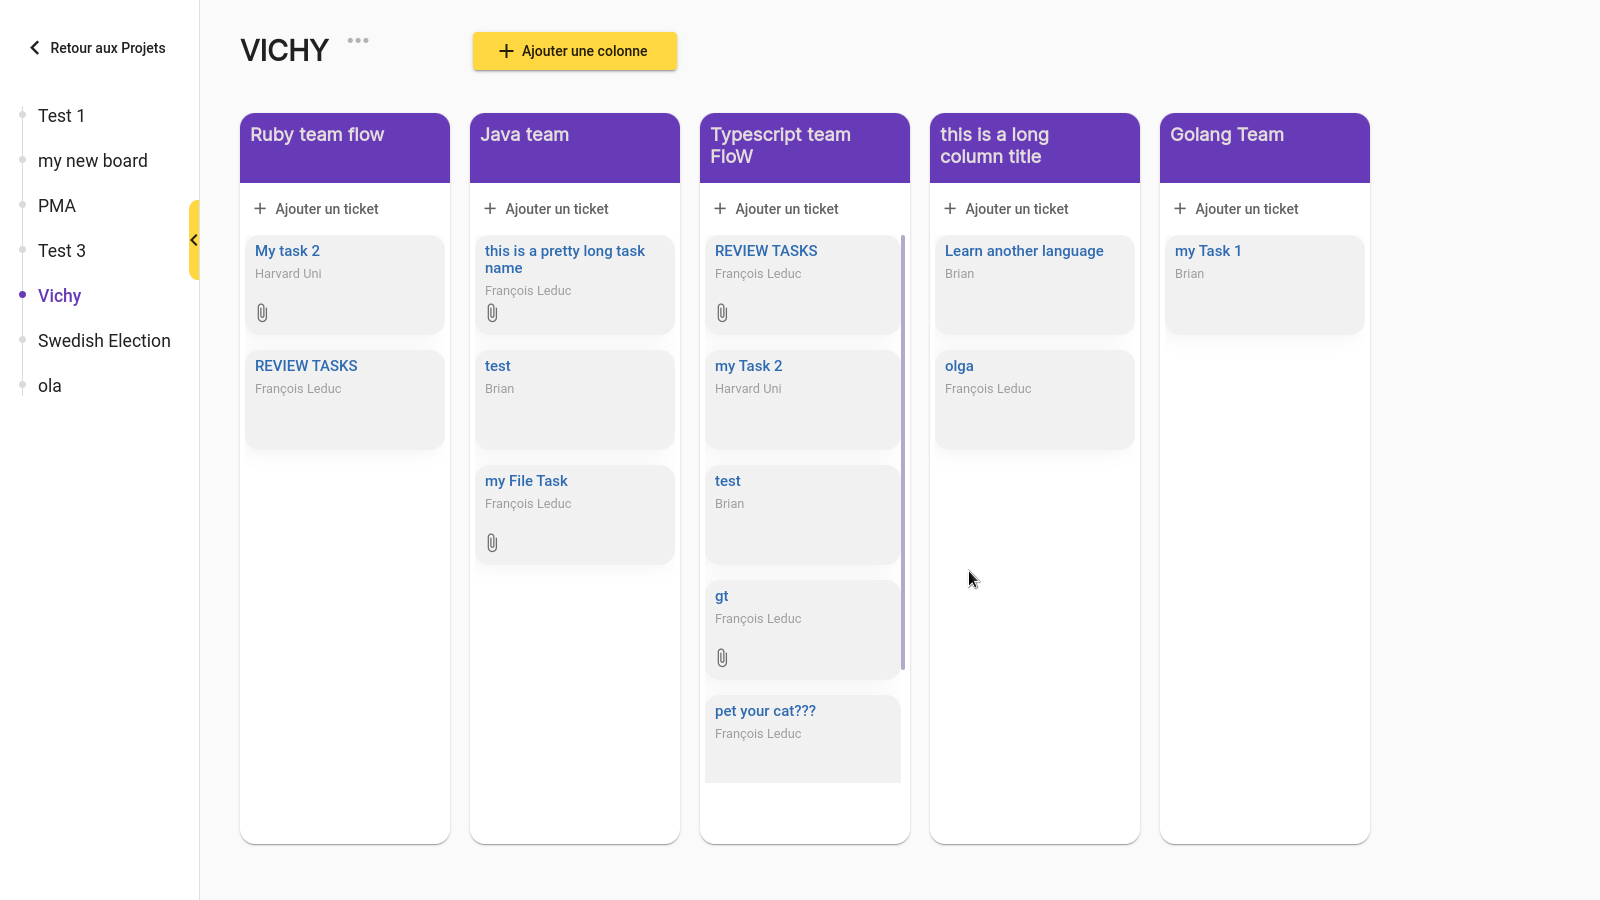 Retour aux Projets
Test 1
my new board
PMA
Test 3
Vichy
Swedish Election
ola
VICHY
Ajouter une colonne
Ruby team flow
Ajouter un ticket
My task 2
Harvard Uni
REVIEW TASKS
François Leduc
Java team
Ajouter un ticket
this is a pretty long task
name
François Leduc
test
Brian
my File Task
François Leduc
Typescript team
FloW
Ajouter un ticket
REVIEW TASKS
François Leduc
my Task 2
Harvard Uni
test
Brian
gt
François Leduc
pet your cat???
François Leduc
this is a long
column title
Ajouter un ticket
Learn another language
Brian
olga
François Leduc
Golang Team
Ajouter un ticket
my Task 1
Brian